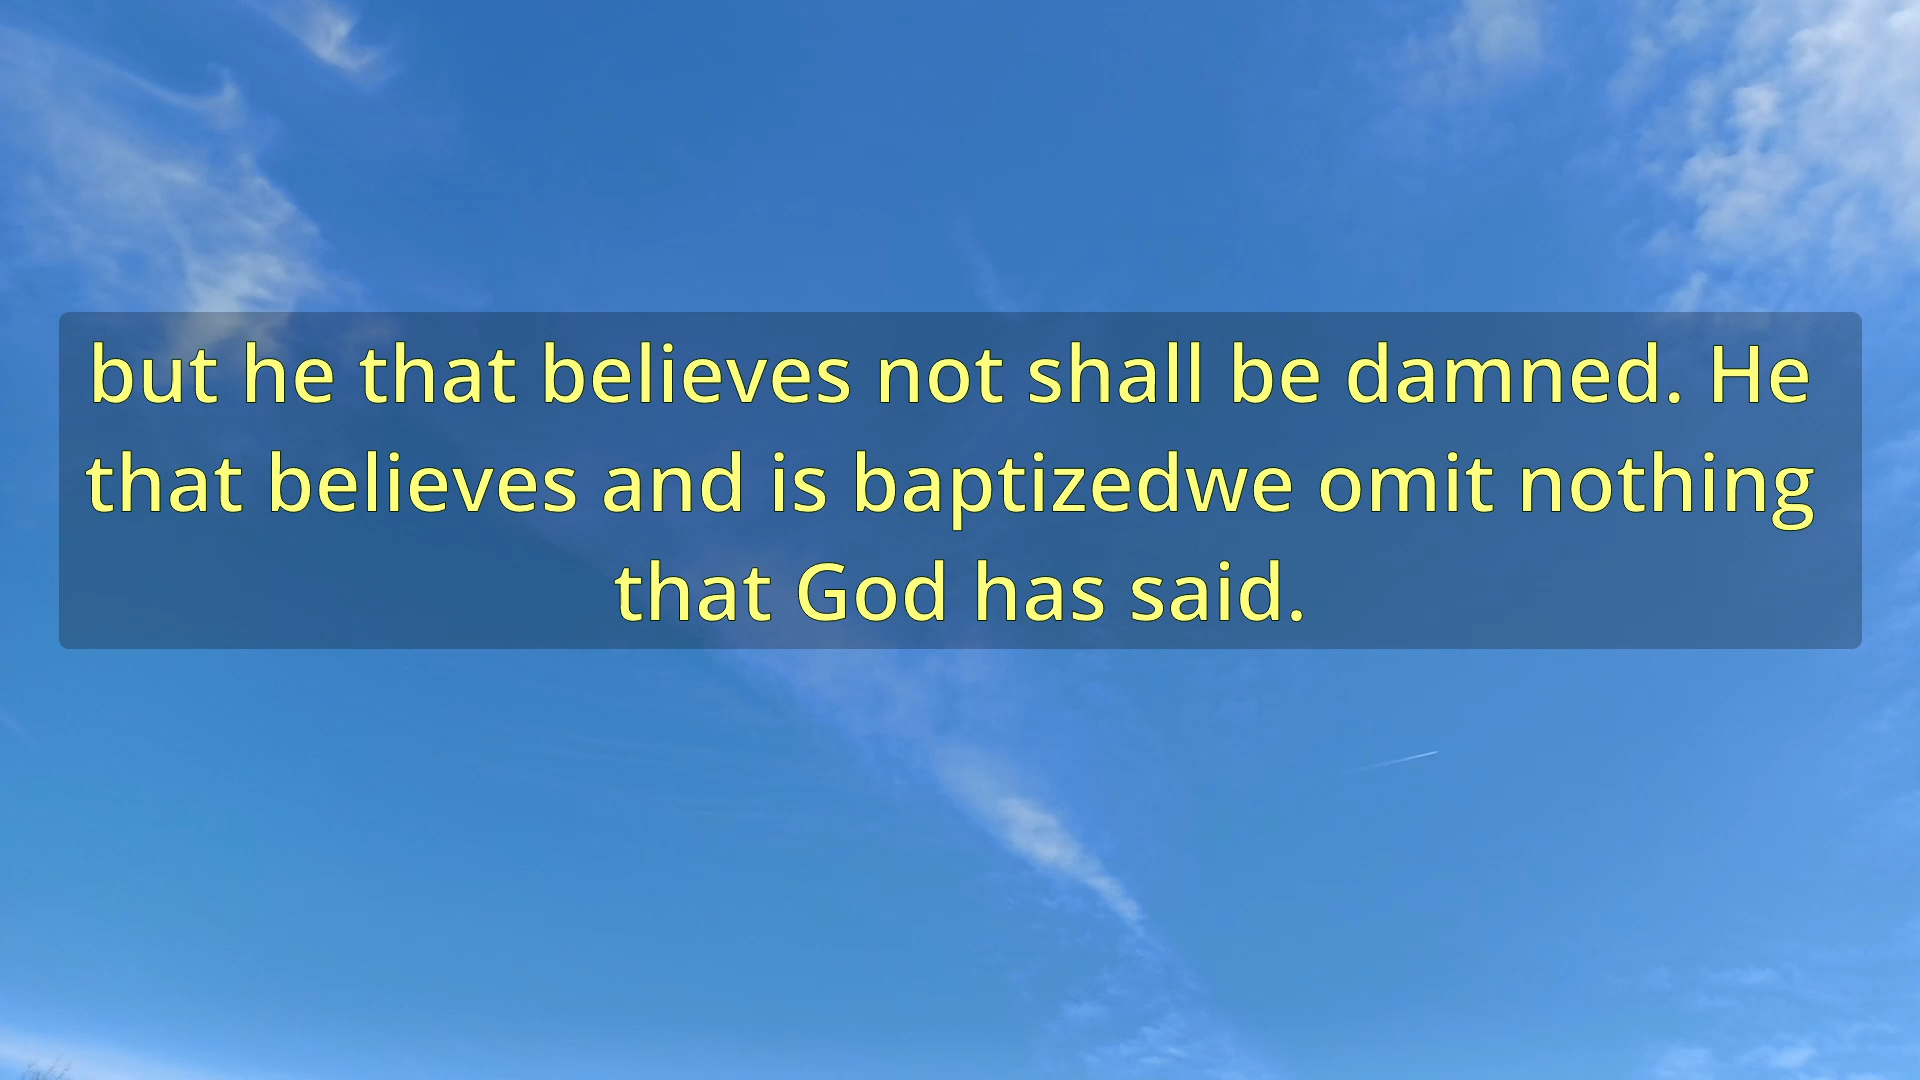 but he that believes not shall be damned. He
that believes and is baptizedwe omit nothing
that God has said.